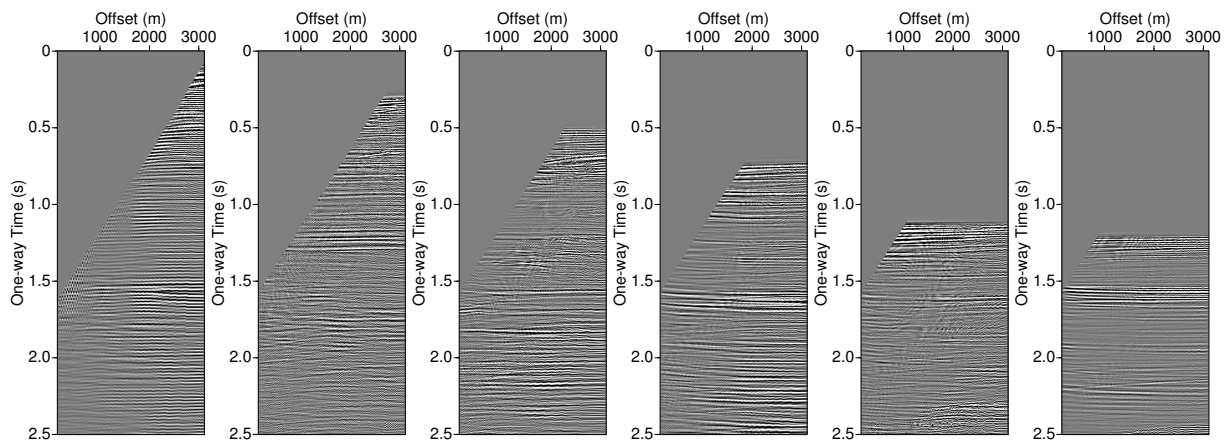 Offset (m) Offset (m) Offset (m) Offset (m) Offset (m) Offset (m)
1000 2000 3000 1000 2000 3000 1000 2000 3000 1000 2000 3000 1000 2000 3000 1000 2000 3000
0 0 0 0 0 0
0.5 0.5 0.5 0.5 0.5 0.5
1.0 1.0 1.0 1.0 1.0 1.0
One-way Time (s) One-way Time (s) One-way Time (s) One-way Time (s) One-way Time (s) One-way Time (s)
1.5 1.5 1.5 1.5 1.5 1.5
2.0 2.0 2.0 2.0 2.0 2.0
2.5 2.5 2.5 2.5 2.5 2.5